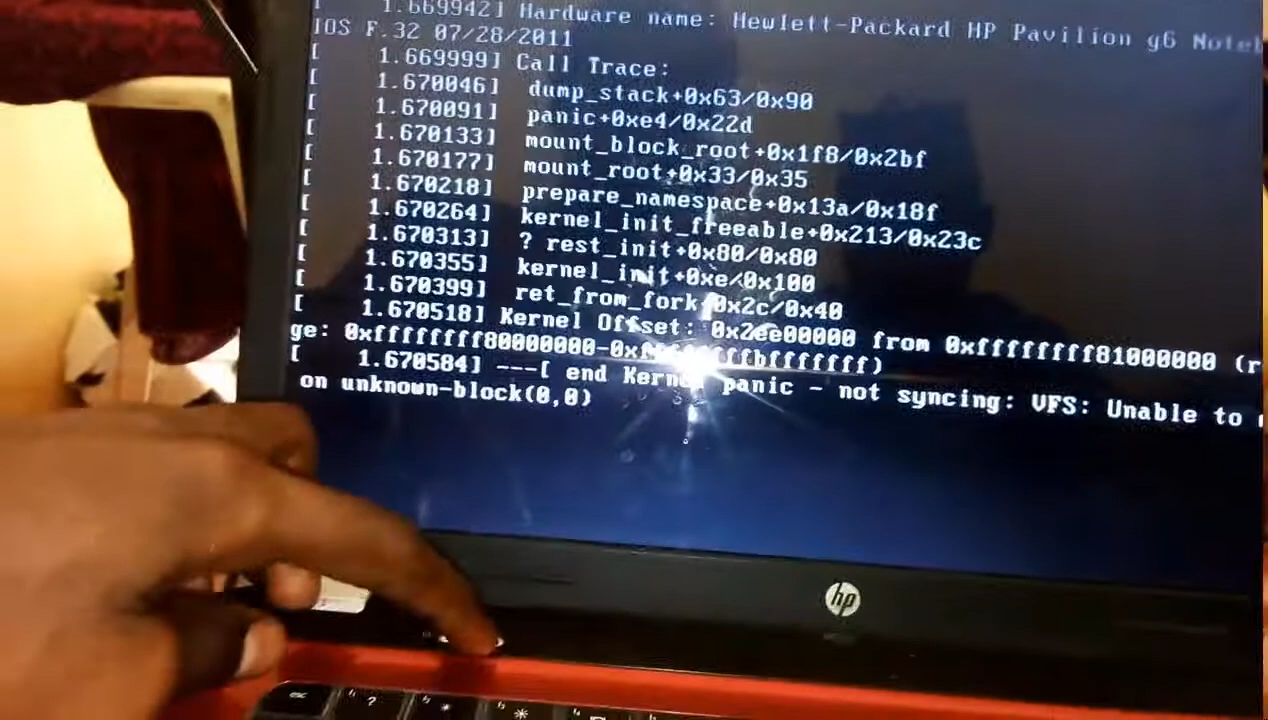 [ 1.669942] Hardware name: Hewlett-Packard HP Pavilion g6
IOS F.32 07/28/2011
[ 1.669999] Call Trace:
[ 1.670046] dump_stack+0x63/0x90
[ 1.670091] panic+0xe4/0x22d
[ 1.670133] mount_block_root+0x1f8/0x2bf
[ 1.670177] mount_root+0x33/0x35
[ 1.670218] prepare_namespace+0x13a/0x18f
[ 1.670264] kernel_init_freeable+0x213/0x23c
[ 1.670313] ? rest_init+0x80/0x80
[ 1.670355] kernel_init+0xe/0x100
[ 1.670399] ret_from_fork+0x2c/0x40
[ 1.670518] Kernel Offset: 0x2ee00000 from 0xffffffff81000000 (r
ge: 0xffffffff80000000-0xffffffffbfffffff)
[ 1.670584] ---[ end Kernel panic - not syncing: VFS: Unable to
on unknown-block(0,0)
hp
esc